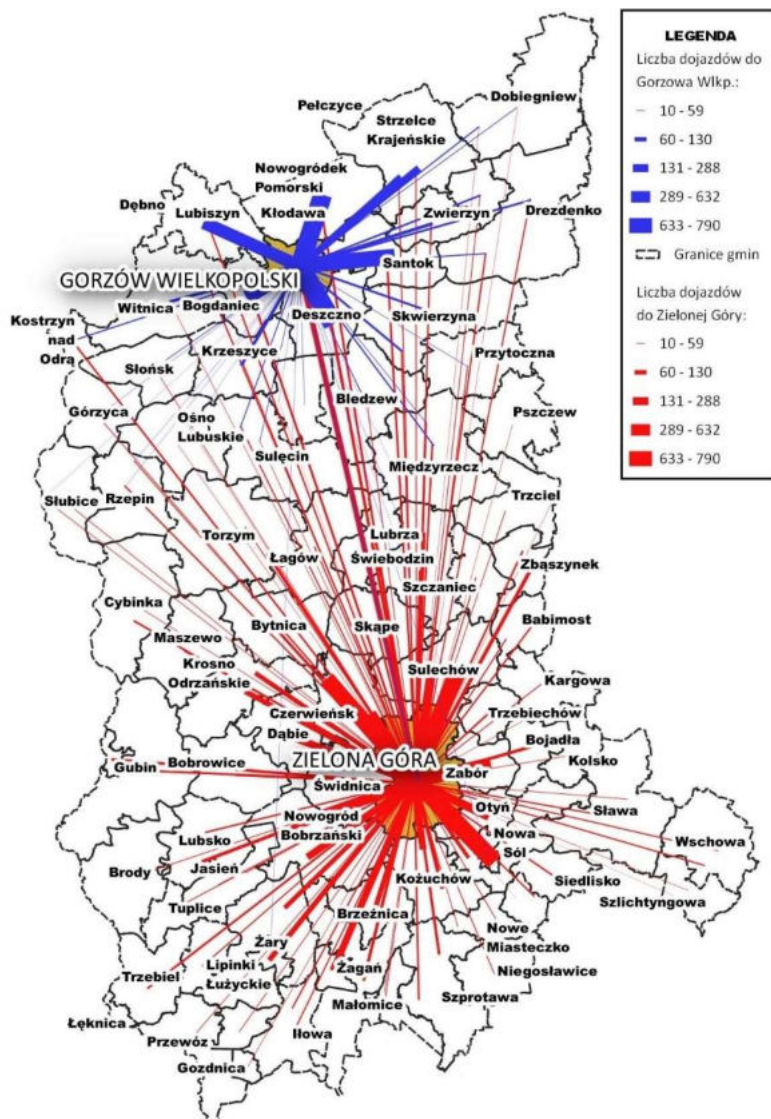 LEGENDA
Liczba dojazdów do
Gorzowa Wlkp.:
10 - 59
60 - 130
131 - 288
289 - 632
633 - 790
Granice gmin
Liczba dojazdów
do Zielonej Góry:
10 - 59
60 - 130
131 - 288
289 - 632
633 - 790
Dobiegniew
Pełczyce
Strzelce
Krajeńskie
Nowogródek
Pomorski
Dębno
Lubiszyn
Kłodawa
Zwierzyn
Drezdenko
Santok
GORZÓW WIELKOPOLSKI
Witnica
Bogdaniec
Deszczno
Skwierzyna
Kostrzyn
nad
Odrą
Krzeszyce
Przytoczna
Słońsk
Bledzew
Górzyca
Ośno
Lubuskie
Pszczew
Sulęcin
Międzyrzecz
Słubice
Rzepin
Trzciel
Torzym
Lubrza
Łagów
Świebodzin
Zbąszynek
Szczaniec
Cybinka
Bytnica
Skąpe
Babimost
Maszewo
Krosno
Odrzańskie
Sulechów
Kargowa
Czerwieńsk
Trzebiechów
Dąbie
Bojadła
ZIELONA GÓRA
Gubin
Bobrowice
Zabór
Kolsko
Świdnica
Otyń
Sława
Nowogród
Bobrzański
Nowa
Sól
Lubsko
Wschowa
Brody
Jasień
Kożuchów
Siedlisko
Szlichtyngowa
Tuplice
Brzeźnica
Nowe
Miasteczko
Żary
Trzebiel
Lipinki
Łużyckie
Żagań
Niegosławice
Małomice
Szprotawa
Łęknica
Przewóz
Iłowa
Gozdnica